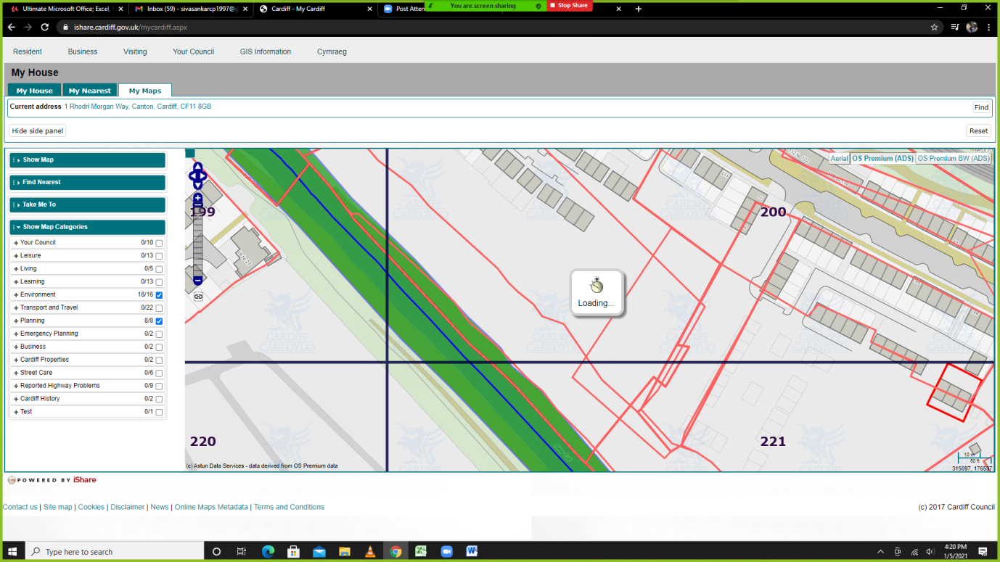 Ultimate Microsoft Office; Excel,
Inbox (59) - sivasankarcp1997@g
Cardiff - My Cardiff
Post Atten
You are screen sharing
Stop Share
ishare.cardiff.gov.uk/mycardiff.aspx
Resident Business Visiting Your Council GIS Information Cymraeg
My House
My House My Nearest My Maps
Current address 1 Rhodri Morgan Way, Canton, Cardiff, CF11 8GB
Find
Hide side panel
Reset
Show Map
Find Nearest
Take Me To
Show Map Categories
Your Council 0/10
Leisure 0/13
Living 0/5
Learning 0/13
Environment 16/16
Transport and Travel 0/22
Planning 8/8
Emergency Planning 0/2
Business 0/2
Cardiff Properties 0/2
Street Care 0/6
Reported Highway Problems 0/9
Cardiff History 0/2
Test 0/1
Aerial OS Premium (ADS) OS Premium BW (ADS)
112 to 122
199
200
CARDIFF
CAERDYDD
Loading...
220
221
10 m
50 ft
315097, 176537
(c) Astun Data Services - data derived from OS Premium data
POWERED BY iShare
Contact us | Site map | Cookies | Disclaimer | News | Online Maps Metadata | Terms and Conditions
(c) 2017 Cardiff Council
Type here to search
4:20 PM
1/5/2021